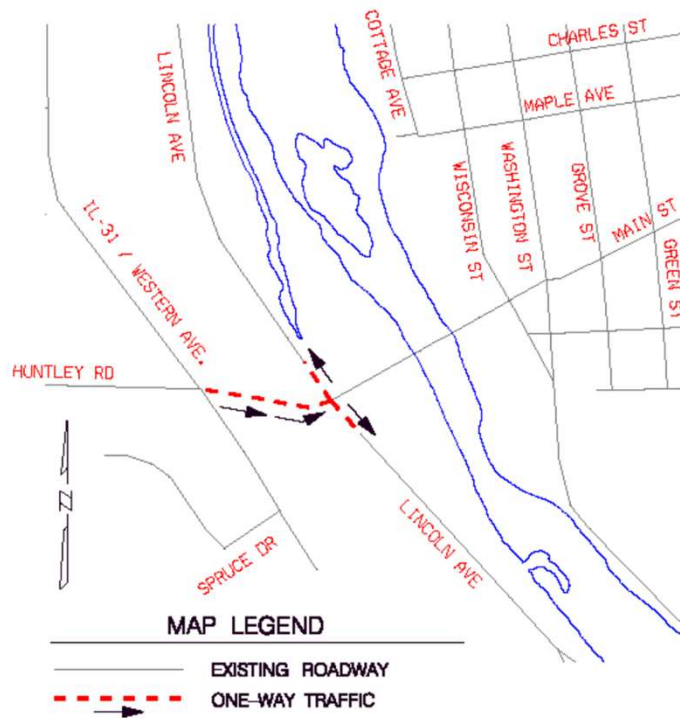 CHARLES ST
COTTAGE AVE
LINCOLN AVE
MAPLE AVE
WISCONSIN ST
WASHINGTON ST
GROVE ST
MAIN ST
GREEN ST
IL-31 / WESTERN AVE.
HUNTLEY RD
N
LINCOLN AVE
SPRUCE DR
MAP LEGEND
EXISTING ROADWAY
ONE-WAY TRAFFIC